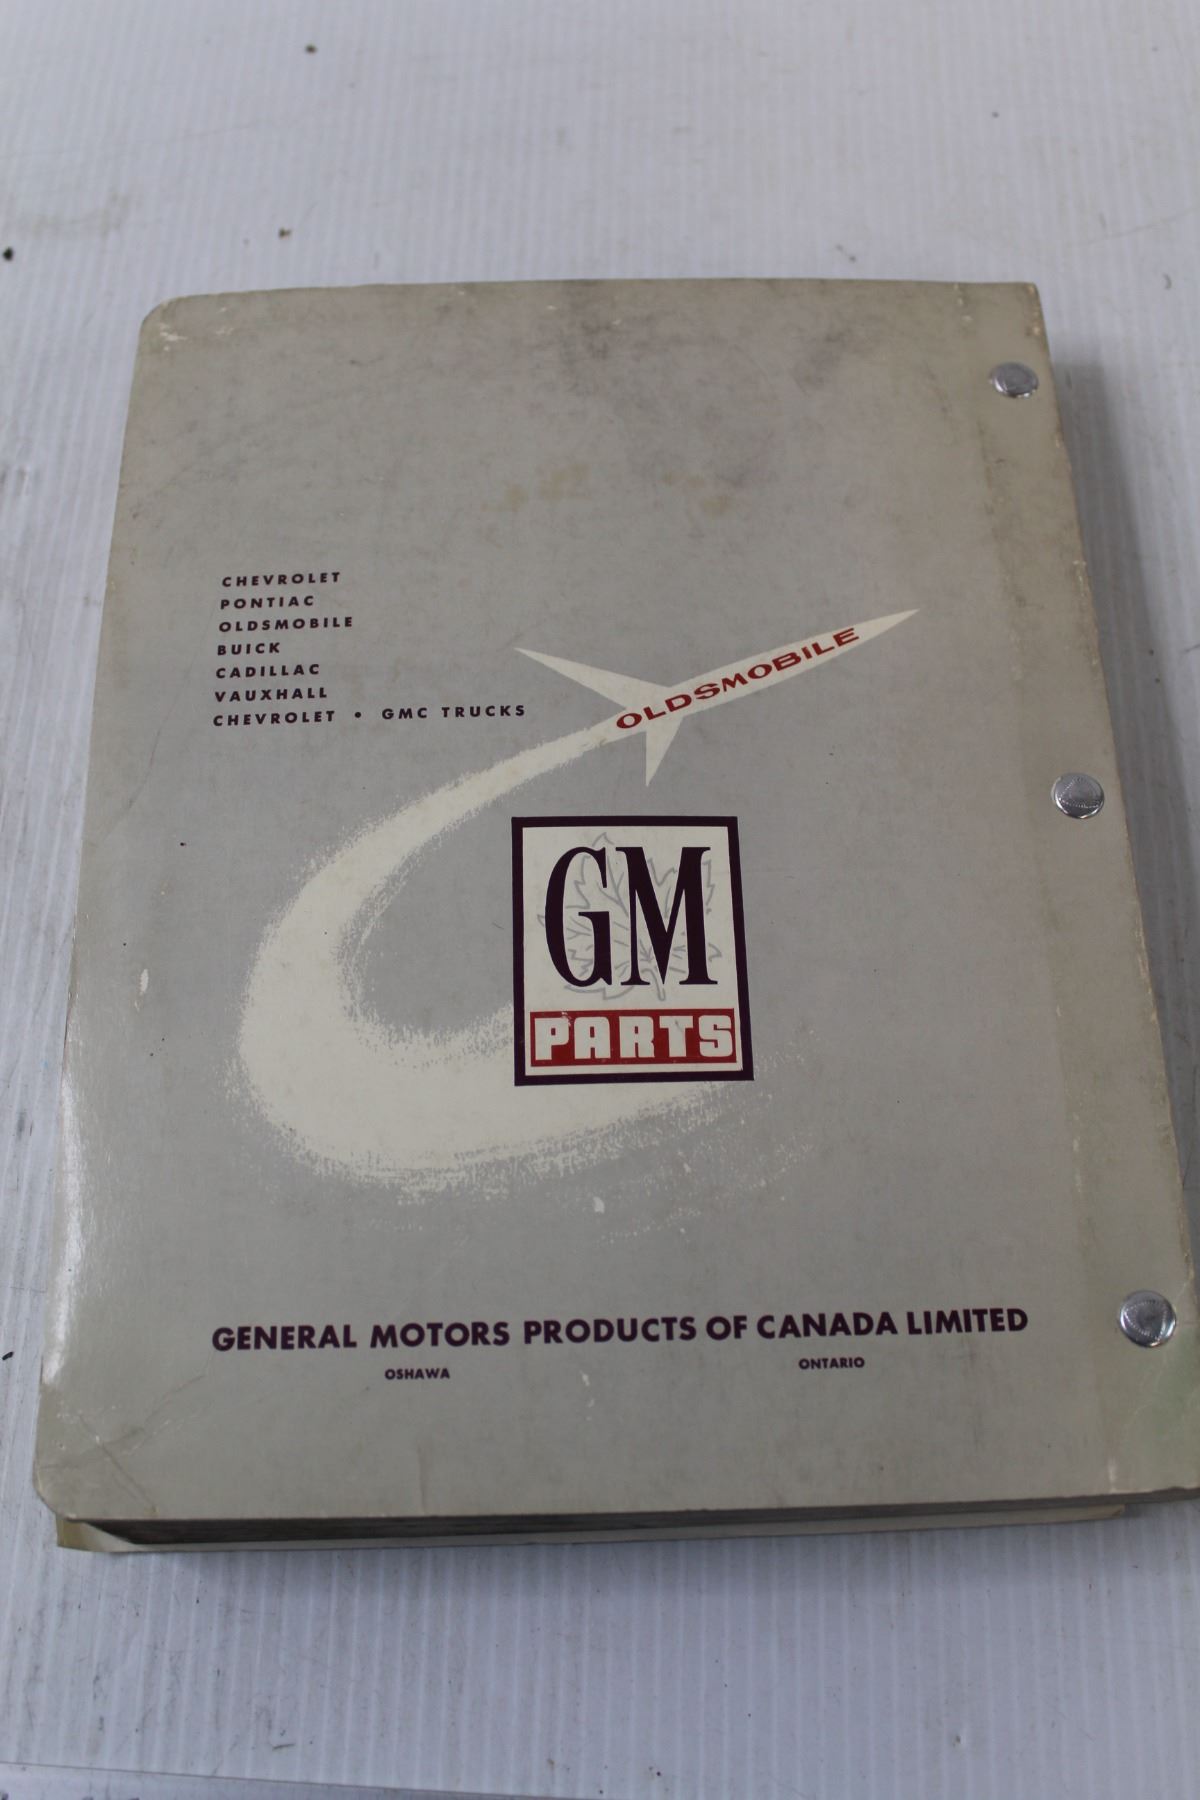 CHEVROLET
PONTIAC
OLDSMOBILE
BUICK
CADILLAC
VAUXHALL
CHEVROLET • GMC TRUCKS
OLDSMOBILE
GM
PARTS
GENERAL MOTORS PRODUCTS OF CANADA LIMITED
OSHAWA ONTARIO